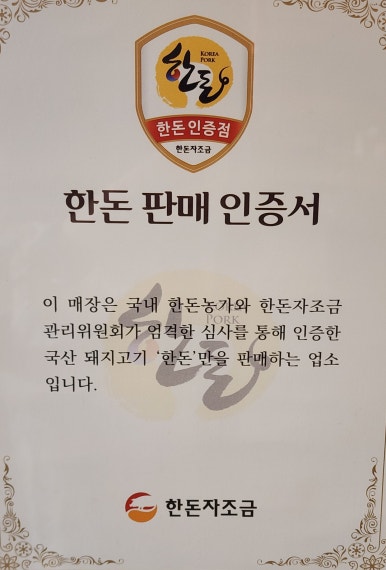 한돈
KOREA
PORK
한돈 인증점
한돈자조금
한돈 판매 인증서
이 매장은 국내 한돈농가와 한돈자조금
관리위원회가 엄격한 심사를 통해 인증한
국산 돼지고기 '한돈'만을 판매하는 업소
입니다.
한돈
PORK
한돈자조금